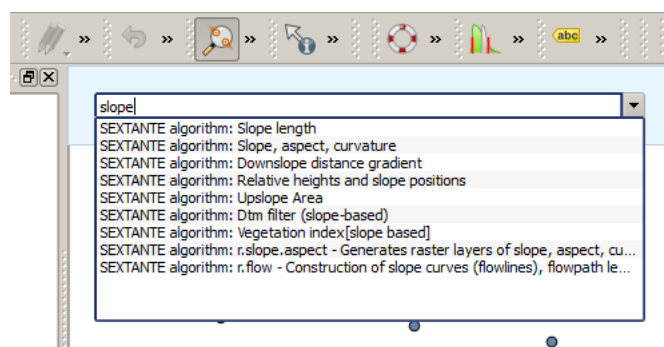 abc
slope
SEXTANTE algorithm: Slope length
SEXTANTE algorithm: Slope, aspect, curvature
SEXTANTE algorithm: Downslope distance gradient
SEXTANTE algorithm: Relative heights and slope positions
SEXTANTE algorithm: Upslope Area
SEXTANTE algorithm: Dtm filter (slope-based)
SEXTANTE algorithm: Vegetation index[slope based]
SEXTANTE algorithm: r.slope.aspect - Generates raster layers of slope, aspect, cu...
SEXTANTE algorithm: r.flow - Construction of slope curves (flowlines), flowpath le...